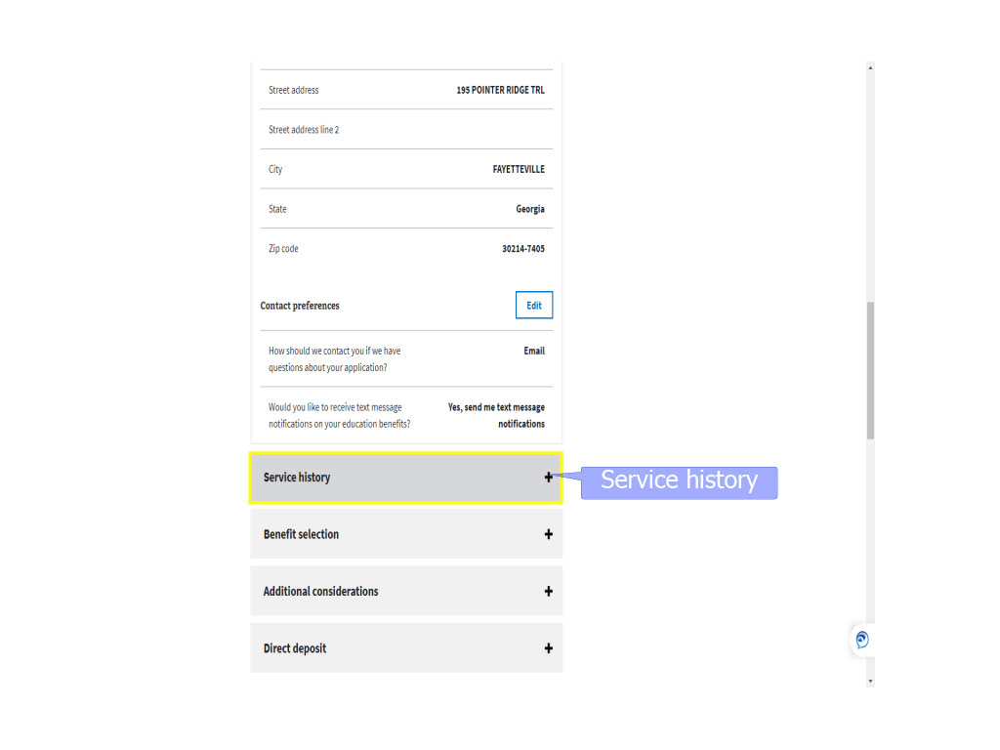 Street address 195 POINTER RIDGE TRL
Street address line 2
City FAYETTEVILLE
State Georgia
Zip code 30214-7405
Contact preferences Edit
How should we contact you if we have Email
questions about your application?
Would you like to receive text message Yes, send me text message
notifications on your education benefits? notifications
Service history + Service history
Benefit selection +
Additional considerations +
Direct deposit +